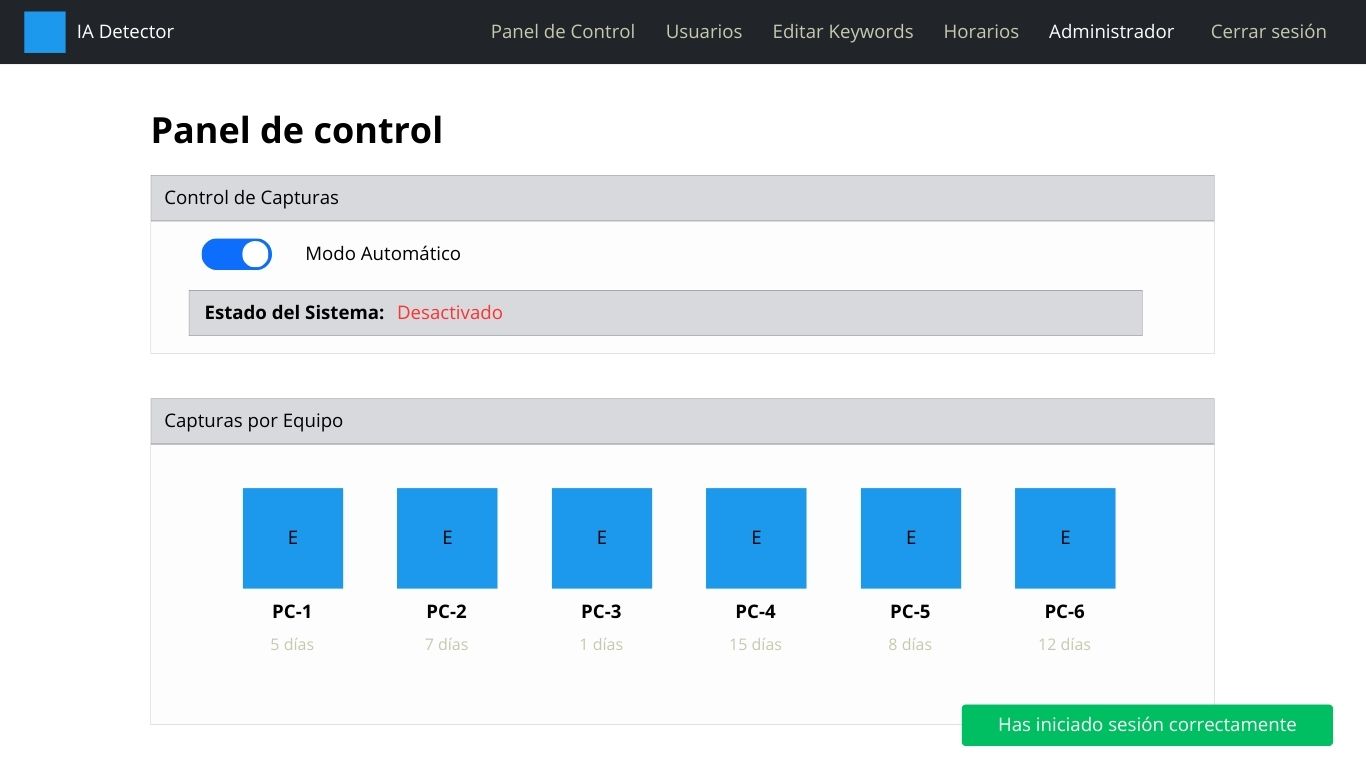 IA Detector
Panel de Control
Usuarios
Editar Keywords
Horarios
Administrador
Cerrar sesión
Panel de control
Control de Capturas
Modo Automático
Estado del Sistema: Desactivado
Capturas por Equipo
E E E E E E
PC-1 PC-2 PC-3 PC-4 PC-5 PC-6
5 días 7 días 1 días 15 días 8 días 12 días
Has iniciado sesión correctamente